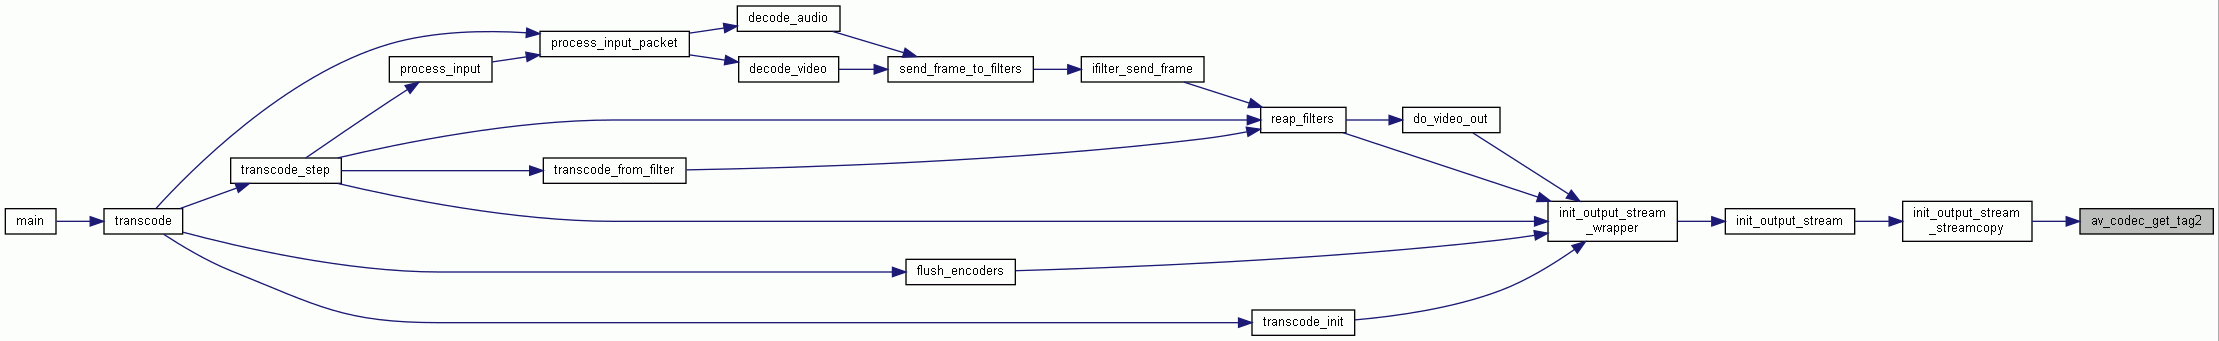 main
transcode
transcode_step
process_input
process_input_packet
decode_audio
decode_video
send_frame_to_filters
ifilter_send_frame
reap_filters
do_video_out
transcode_from_filter
flush_encoders
transcode_init
init_output_stream
_wrapper
init_output_stream
init_output_stream
_streamcopy
av_codec_get_tag2